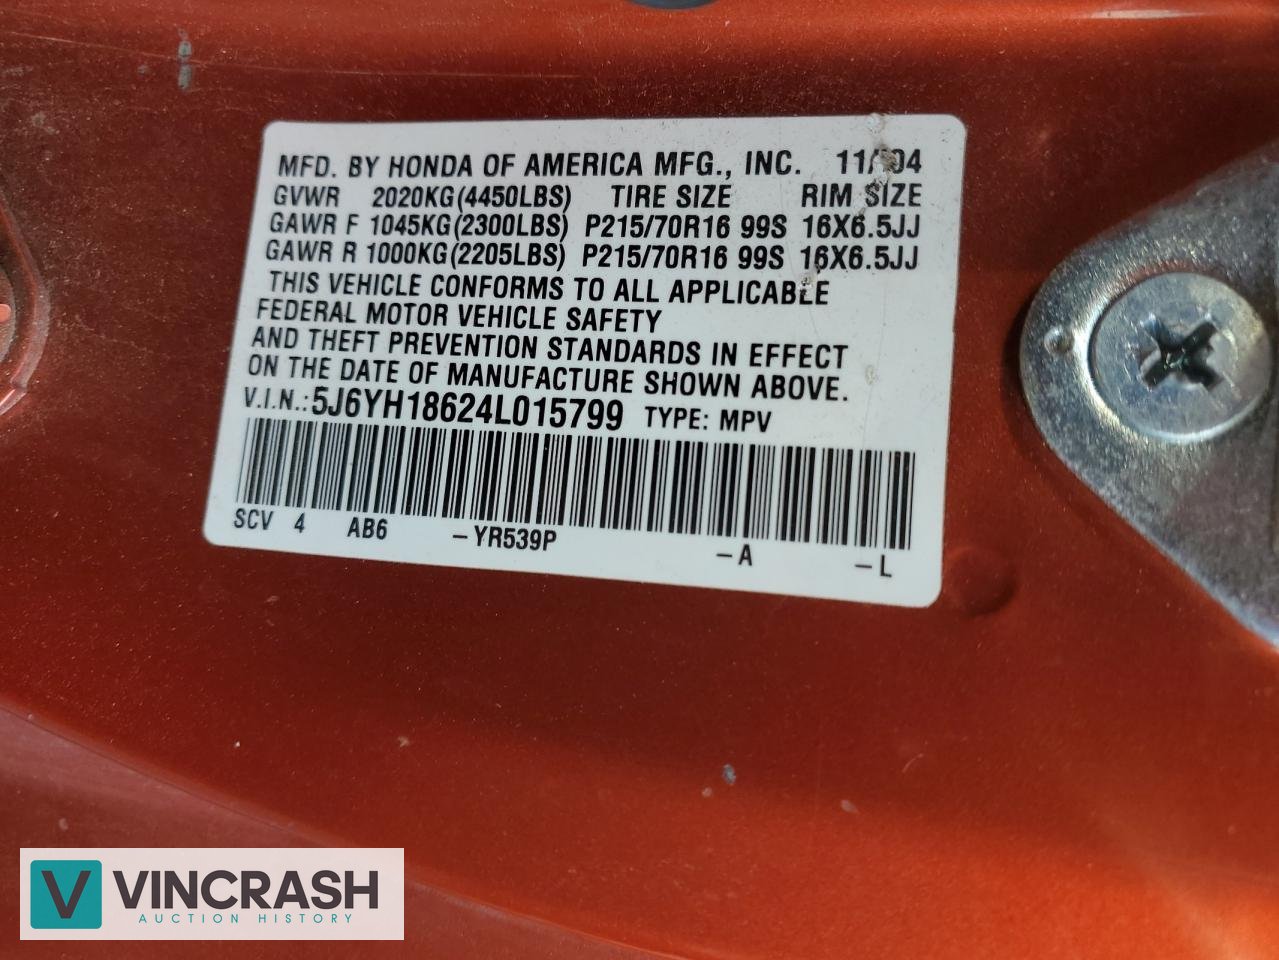 MFD. BY HONDA OF AMERICA MFG., INC. 11/04
GVWR 2020KG(4450LBS) TIRE SIZE RIM SIZE
GAWR F 1045KG(2300LBS) P215/70R16 99S 16X6.5JJ
GAWR R 1000KG(2205LBS) P215/70R16 99S 16X6.5JJ
THIS VEHICLE CONFORMS TO ALL APPLICABLE
FEDERAL MOTOR VEHICLE SAFETY
AND THEFT PREVENTION STANDARDS IN EFFECT
ON THE DATE OF MANUFACTURE SHOWN ABOVE.
V.I.N.:5J6YH18624L015799 TYPE: MPV
SCV 4 AB6 -YR539P -A -L
V VINCRASH
AUCTION HISTORY